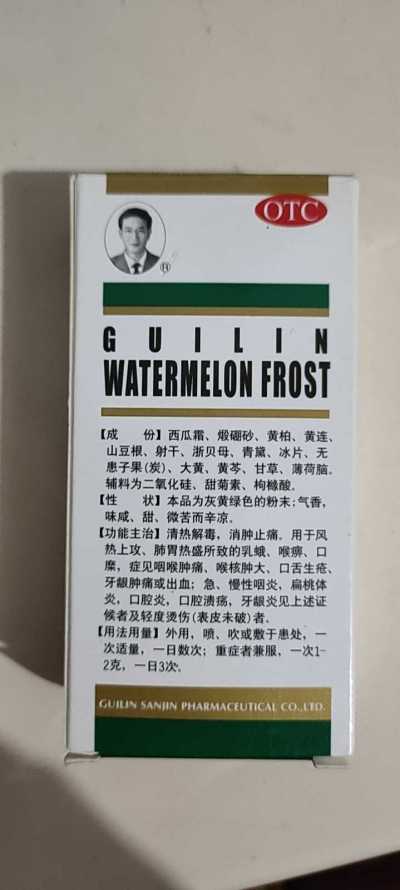 OTC
®
GUILIN
WATERMELON FROST
【成 份】西瓜霜、煅硼砂、黄柏、黄连、
山豆根、射干、浙贝母、青黛、冰片、无
患子果(炭)、大黄、黄芩、甘草、薄荷脑。
辅料为二氧化硅、甜菊素、枸橼酸。
【性 状】本品为灰黄绿色的粉末；气香，
味咸、甜、微苦而辛凉。
【功能主治】清热解毒，消肿止痛。用于风
热上攻、肺胃热盛所致的乳蛾、喉痹、口
糜，症见咽喉肿痛、喉核肿大、口舌生疮、
牙龈肿痛或出血；急、慢性咽炎，扁桃体
炎，口腔炎，口腔溃疡，牙龈炎见上述证
候者及轻度烫伤(表皮未破)者。
【用法用量】外用，喷、吹或敷于患处，一
次适量，一日数次；重症者兼服，一次1-
2克，一日3次。
GUILIN SANJIN PHARMACEUTICAL CO.,LTD.